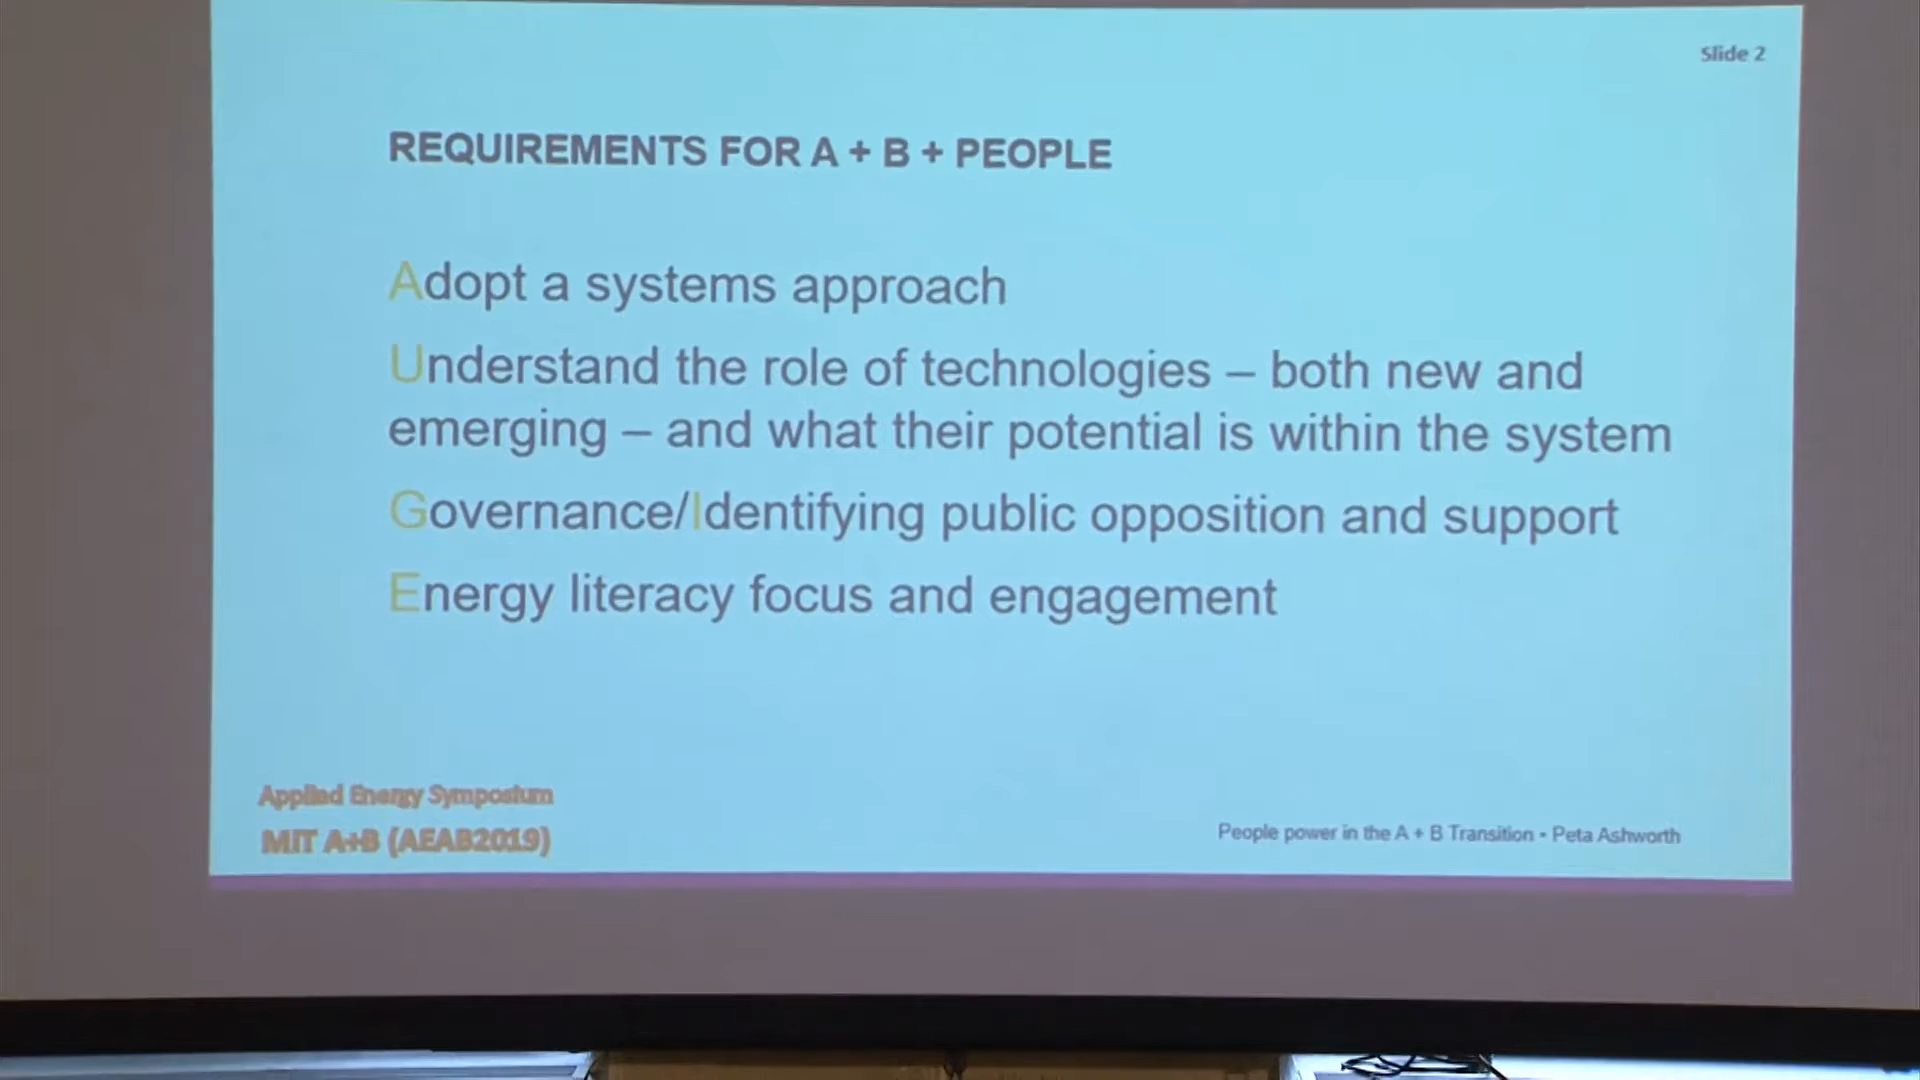 Slide 2
REQUIREMENTS FOR A + B + PEOPLE
Adopt a systems approach
Understand the role of technologies – both new and
emerging – and what their potential is within the system
Governance/Identifying public opposition and support
Energy literacy focus and engagement
Applied Energy Symposium
MIT A+B (AEAB2019)
People power in the A + B Transition • Peta Ashworth